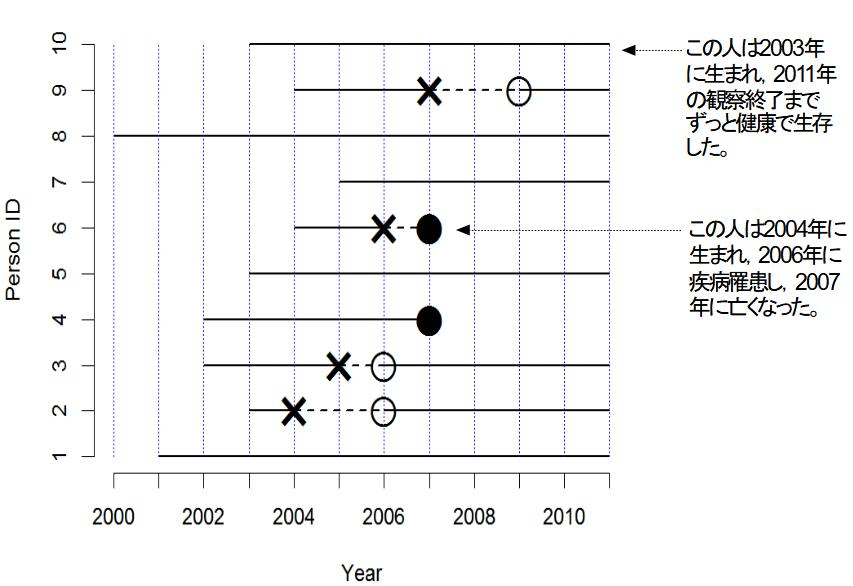 10
9
8
7
6
5
4
3
2
1
Person ID
2000 2002 2004 2006 2008 2010
Year
この人は2003年
に生まれ，2011年
の観察終了まで
ずっと健康で生存
した。
この人は2004年に
生まれ，2006年に
疾病罹患し，2007
年に亡くなった。